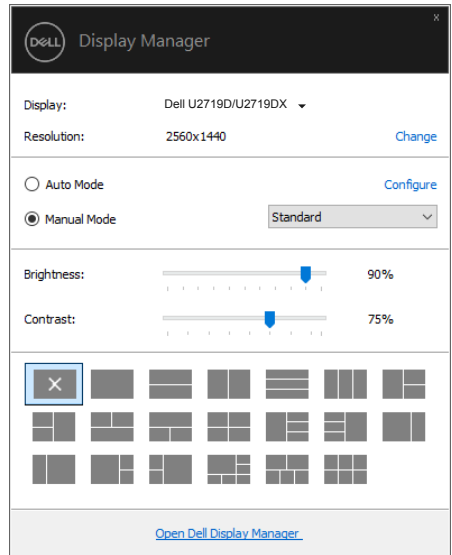 x
DELL Display Manager
Display: Dell U2719D/U2719DX
Resolution: 2560x1440 Change
Auto Mode Configure
Manual Mode Standard
Brightness: 90%
Contrast: 75%
Open Dell Display Manager